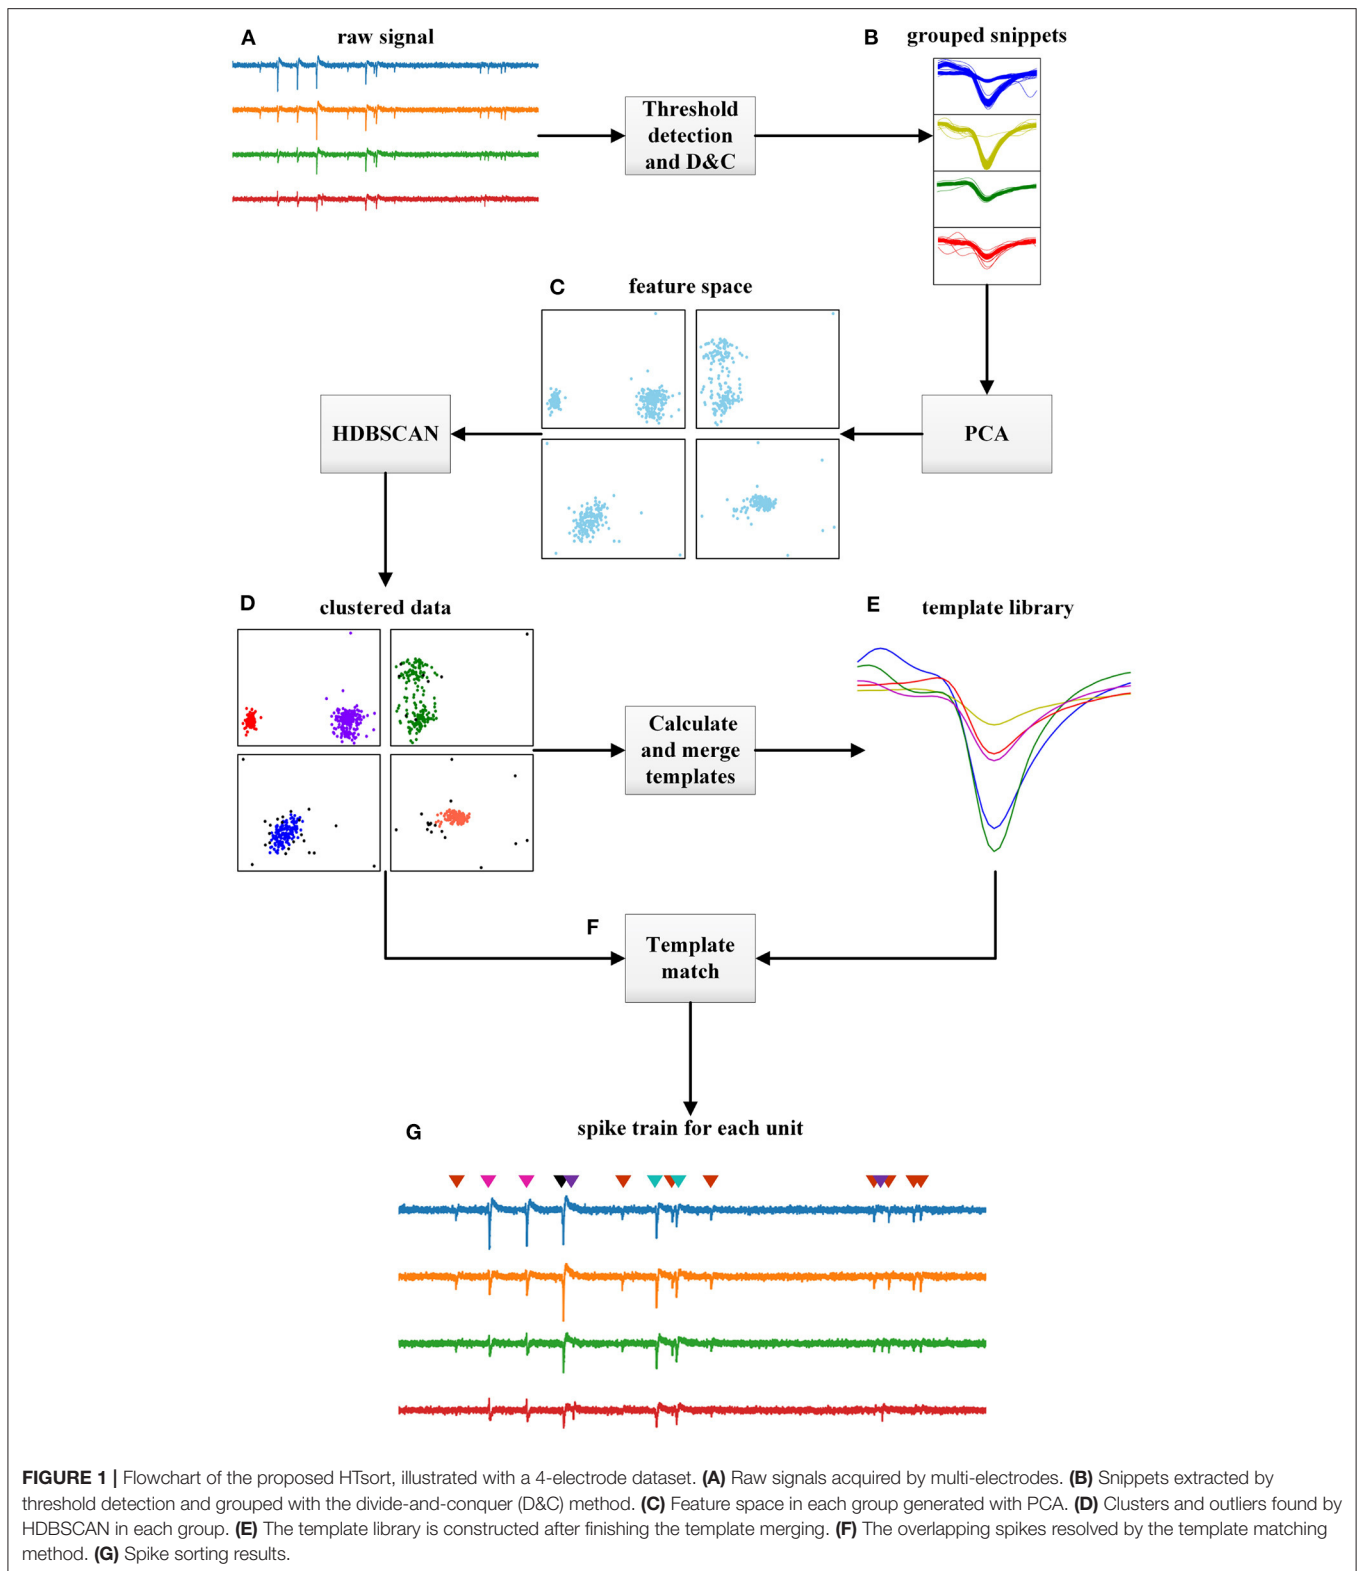 A
raw signal
B
grouped snippets
Threshold
detection
and D&C
C
feature space
HDBSCAN
PCA
D
clustered data
E
template library
Calculate
and merge
templates
F
Template
match
G
spike train for each unit
FIGURE 1 | Flowchart of the proposed HTsort, illustrated with a 4-electrode dataset. (A) Raw signals acquired by multi-electrodes. (B) Snippets extracted by
threshold detection and grouped with the divide-and-conquer (D&C) method. (C) Feature space in each group generated with PCA. (D) Clusters and outliers found by
HDBSCAN in each group. (E) The template library is constructed after finishing the template merging. (F) The overlapping spikes resolved by the template matching
method. (G) Spike sorting results.